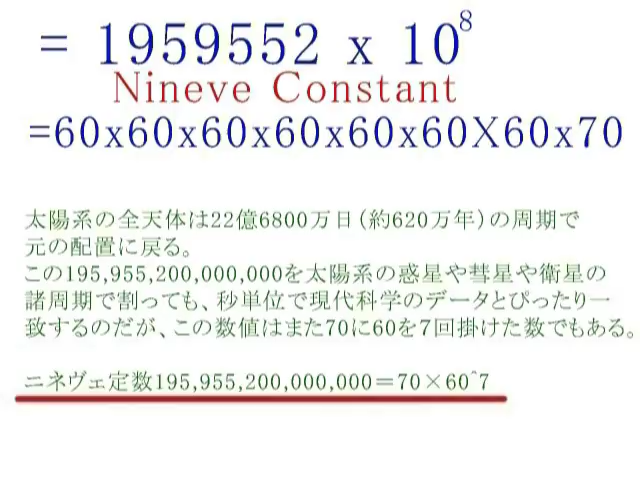 = 1959552 x 10⁸
Nineve Constant
=60x60x60x60x60x60X60x70
太陽系の全天体は22億6800万日(約620万年)の周期で
元の配置に戻る。
この195,955,200,000,000を太陽系の惑星や彗星や衛星の
諸周期で割っても、秒単位で現代科学のデータとぴったり一
致するのだが、この数値はまた70に60を7回掛けた数でもある。
ニネヴェ定数195,955,200,000,000=70×60^7